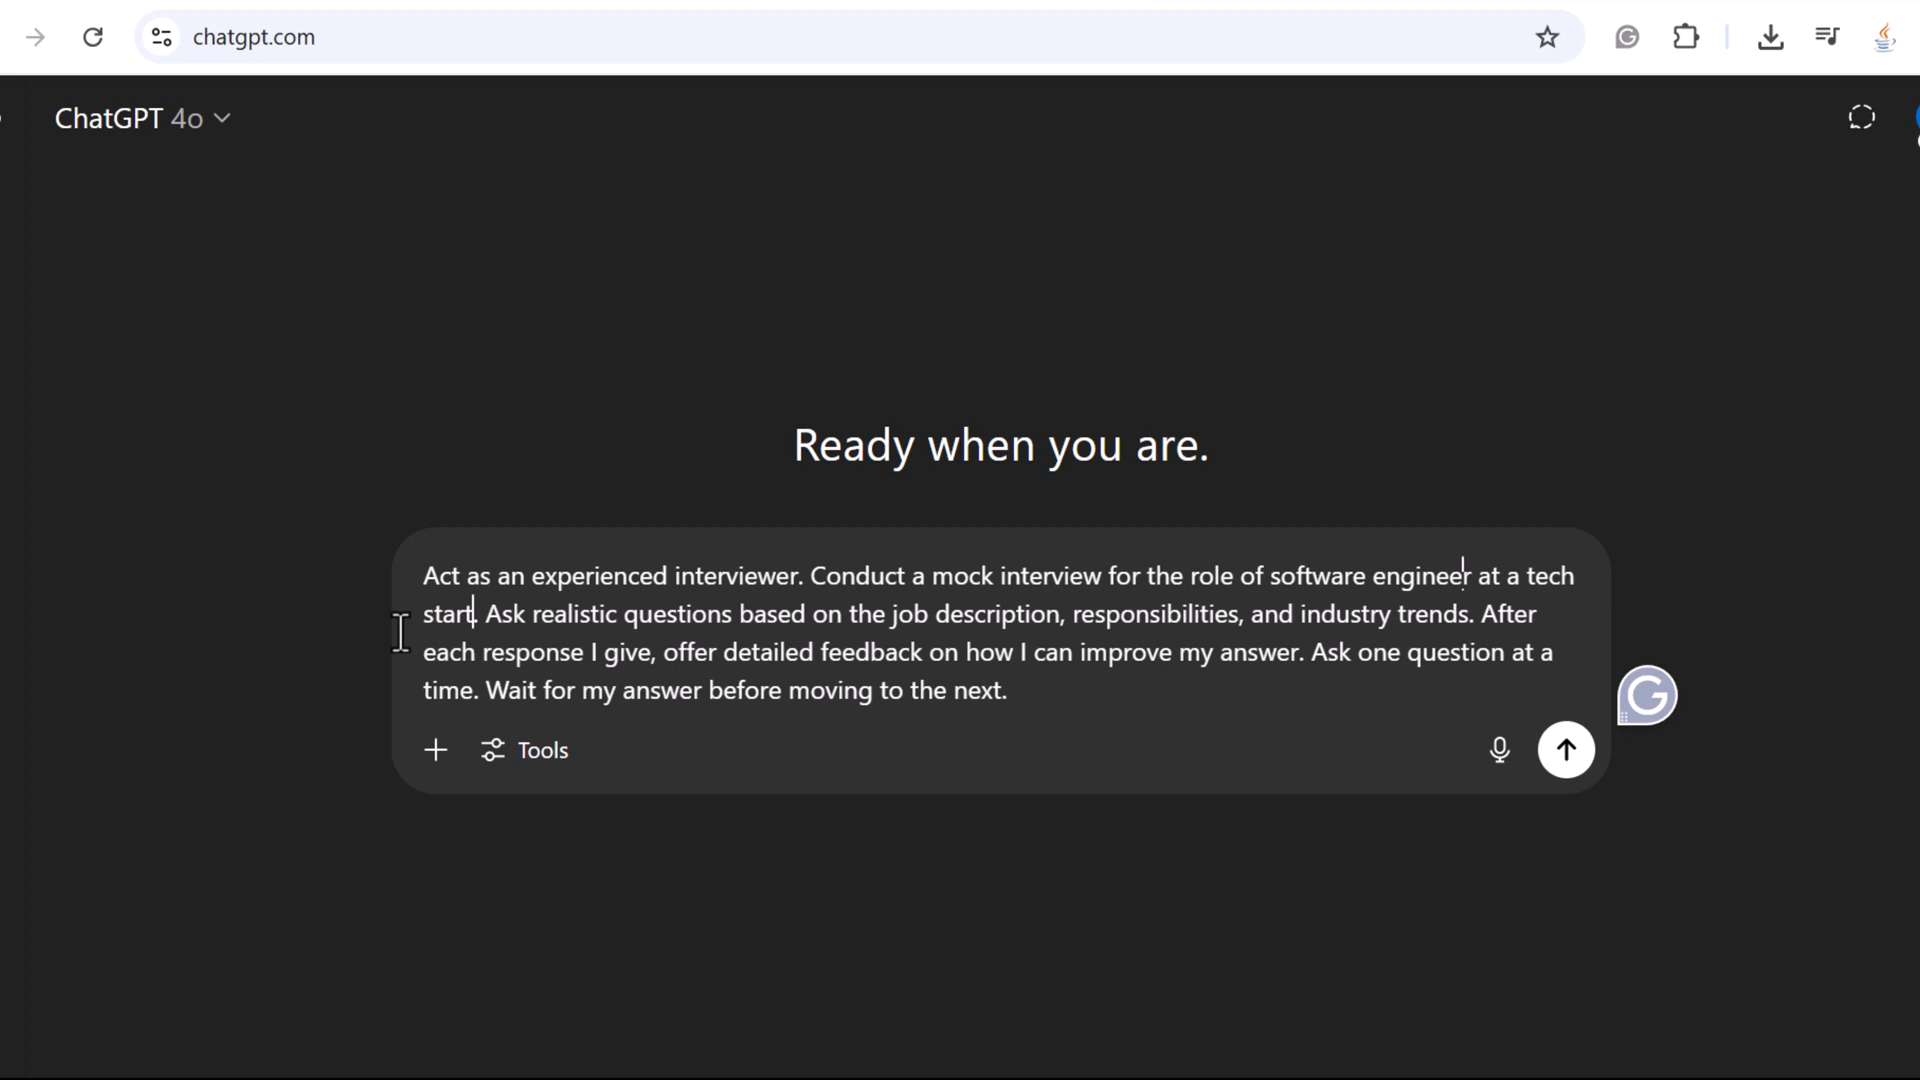 chatgpt.com
ChatGPT 4o
Ready when you are.
Act as an experienced interviewer. Conduct a mock interview for the role of software engineer at a tech
start. Ask realistic questions based on the job description, responsibilities, and industry trends. After
each response I give, offer detailed feedback on how I can improve my answer. Ask one question at a
time. Wait for my answer before moving to the next.
Tools